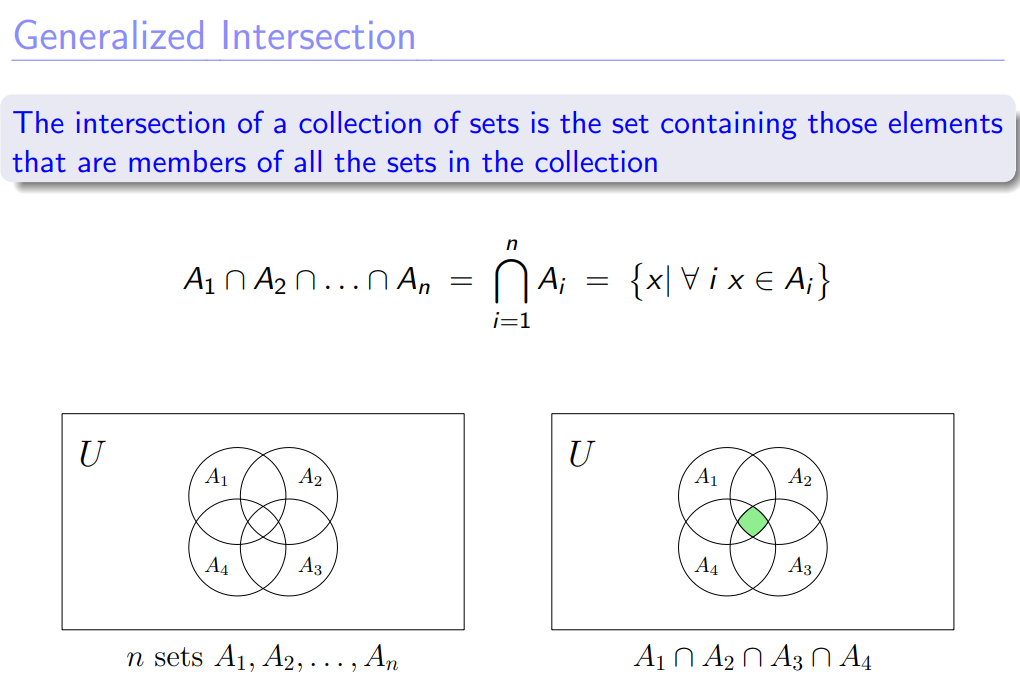 Generalized Intersection
The intersection of a collection of sets is the set containing those elements
that are members of all the sets in the collection
A₁ ∩ A₂ ∩ … ∩ Aₙ = ⋂ⁿᵢ₌₁ Aᵢ = {x| ∀ i x ∈ Aᵢ}
U
A₁ A₂
A₄ A₃
n sets A₁, A₂, …, Aₙ
U
A₁ A₂
A₄ A₃
A₁ ∩ A₂ ∩ A₃ ∩ A₄